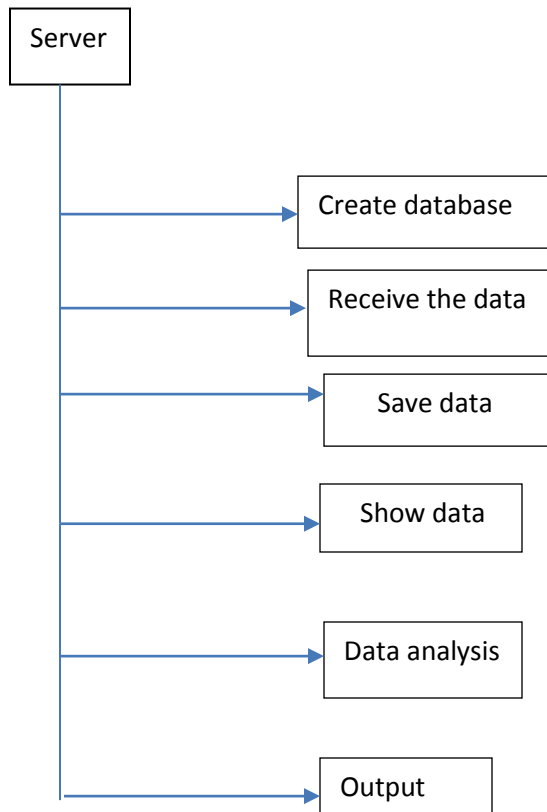 Server
Create database
Receive the data
Save data
Show data
Data analysis
Output